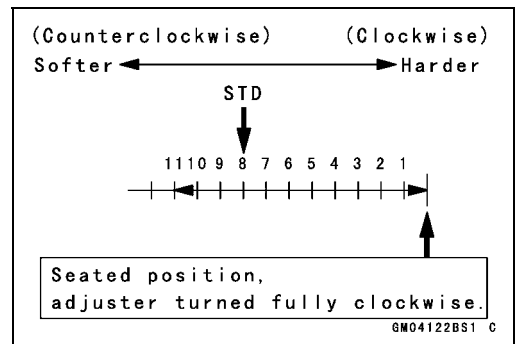 (Counterclockwise) (Clockwise)
Softer Harder
STD
11 10 9 8 7 6 5 4 3 2 1
Seated position,
adjuster turned fully clockwise.
GM04122BS1 C